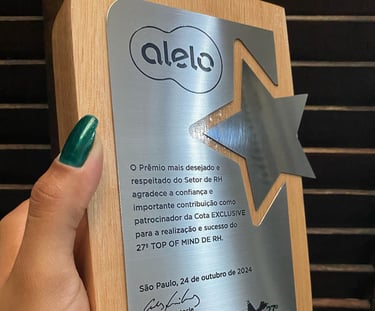 alelo
O Prêmio mais desejado e
respeitado do Setor de RH
agradece a confiança e
importante contribuição como
patrocinador da Cota EXCLUSIVE
para a realização e sucesso do
27º TOP OF MIND DE RH.
São Paulo, 24 de outubro de 2024